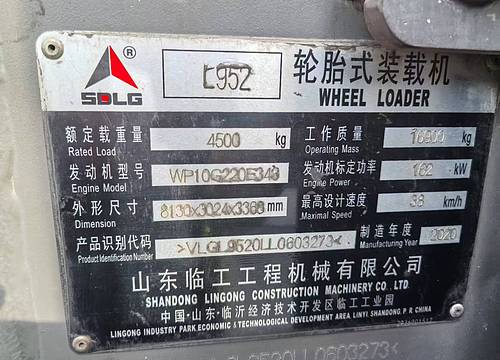 SDLG ®
L952
轮胎式装载机
WHEEL LOADER
额定载重量 4500 kg
Rated Load
工作质量 16900 kg
Operating Mass
发动机型号 WP10G220E343
Engine Model
发动机标定功率 162 kW
Engine Power
外形尺寸 8130x3024x3368 mm
Dimension
最高设计速度 38 km/h
Maximal Speed
产品识别代码 >VLGL9520LL0603273<
Product Identification Number
制造年度 2020
Manufacturing Year
山东临工工程机械有限公司
SHANDONG LINGONG CONSTRUCTION MACHINERY CO. LTD.
中国·山东·临沂经济技术开发区临工工业园
LINGONG INDUSTRY PARK,ECONOMIC & TECHNOLOGICAL DEVELOPMENT AREA, LINYI, SHANDONG, P. R. CHINA
VLGL9520LL0603273<